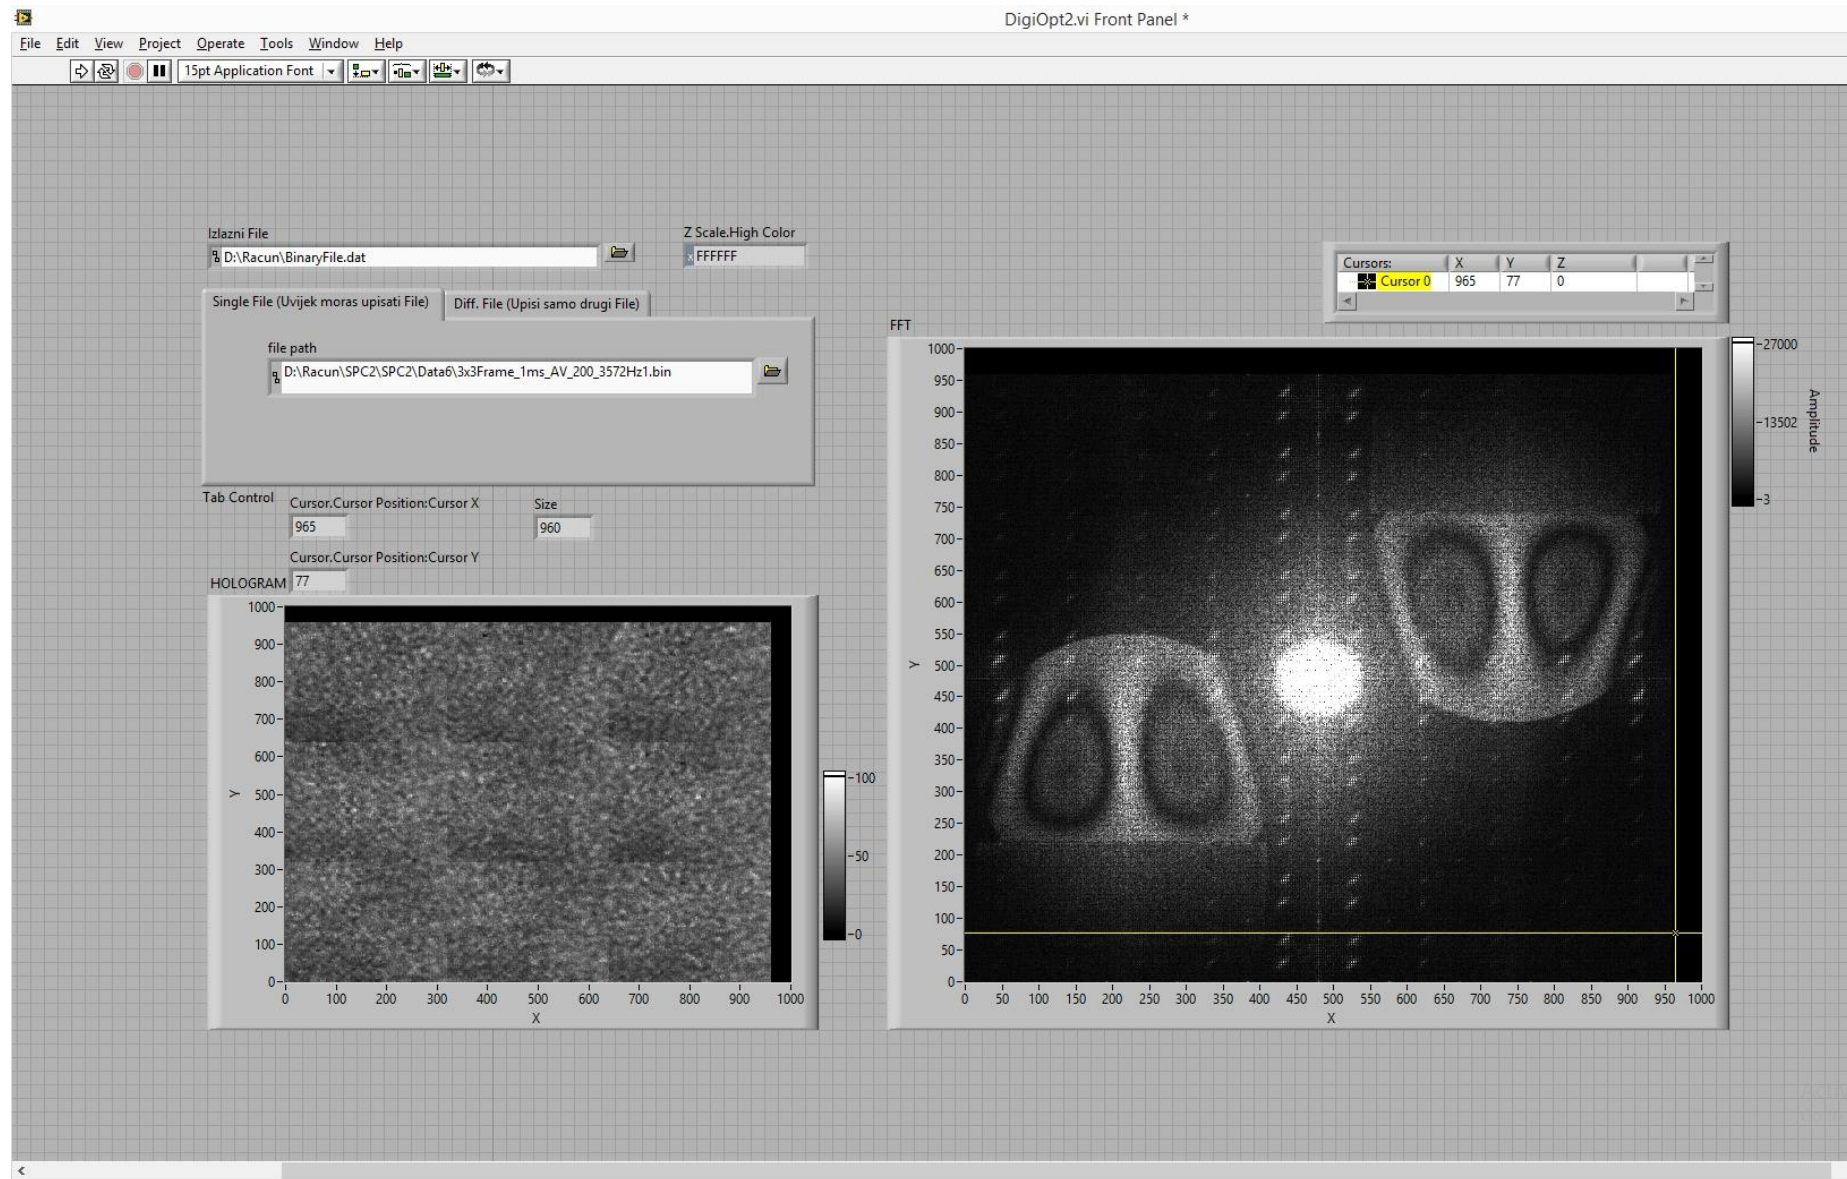 DigiOpt2.vi Front Panel *
File Edit View Project Operate Tools Window Help
15pt Application Font
Izlazni File
D:\Racun\BinaryFile.dat
Z Scale.High Color
x FFFFFF
Single File (Uvijek moras upisati File)
Diff. File (Upisi samo drugi File)
file path
D:\Racun\SPC2\SPC2\Data6\3x3Frame_1ms_AV_200_3572Hz1.bin
Tab Control
Cursor.Cursor Position:Cursor X
965
Size
960
Cursor.Cursor Position:Cursor Y
77
HOLOGRAM
1000
900
800
700
600
500
400
300
200
100
0
Y
0 100 200 300 400 500 600 700 800 900 1000
X
100
50
0
Cursors: X Y Z
Cursor 0 965 77 0
FFT
1000
950
900
850
800
750
700
650
600
550
500
450
400
350
300
250
200
150
100
50
0
Y
0 50 100 150 200 250 300 350 400 450 500 550 600 650 700 750 800 850 900 950 1000
X
27000
13502
3
Amplitude